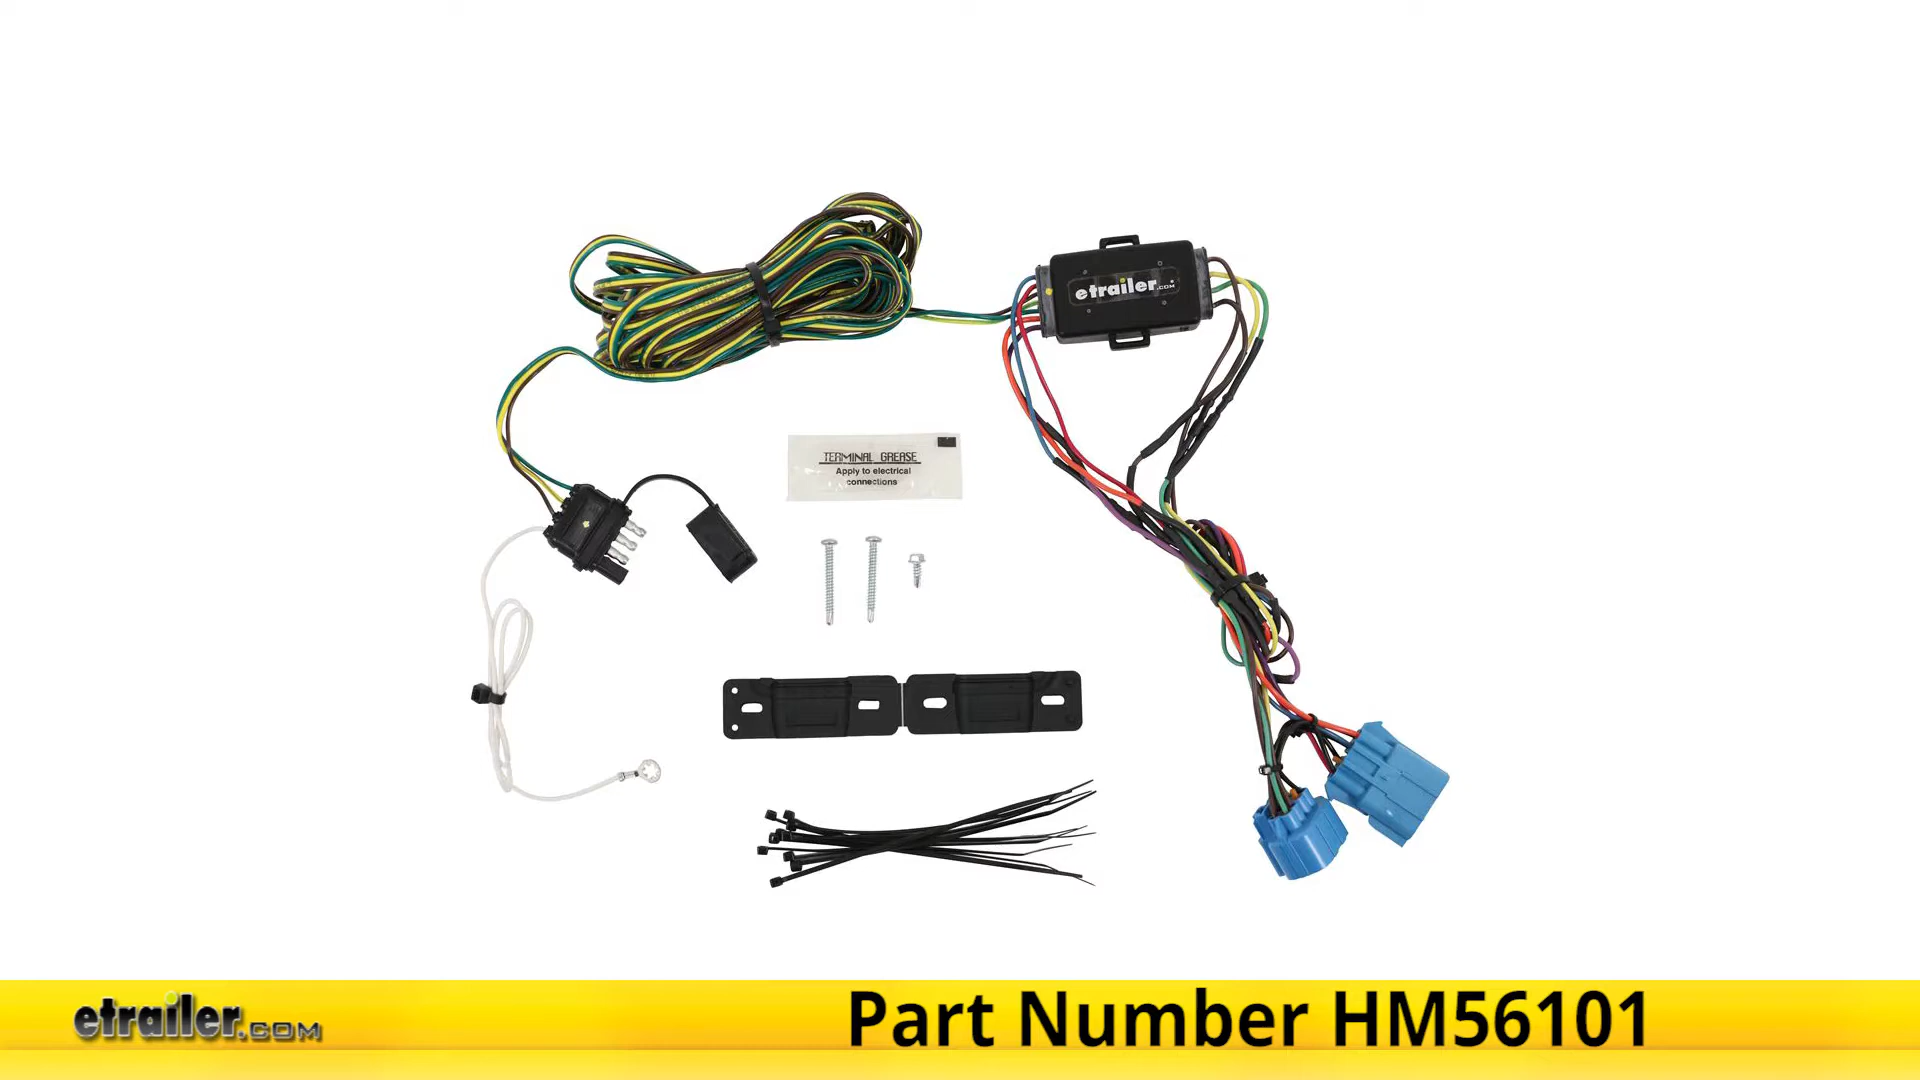 etrailer.com
TERMINAL GREASE
Apply to electrical
connections
etrailer.com
Part Number HM56101